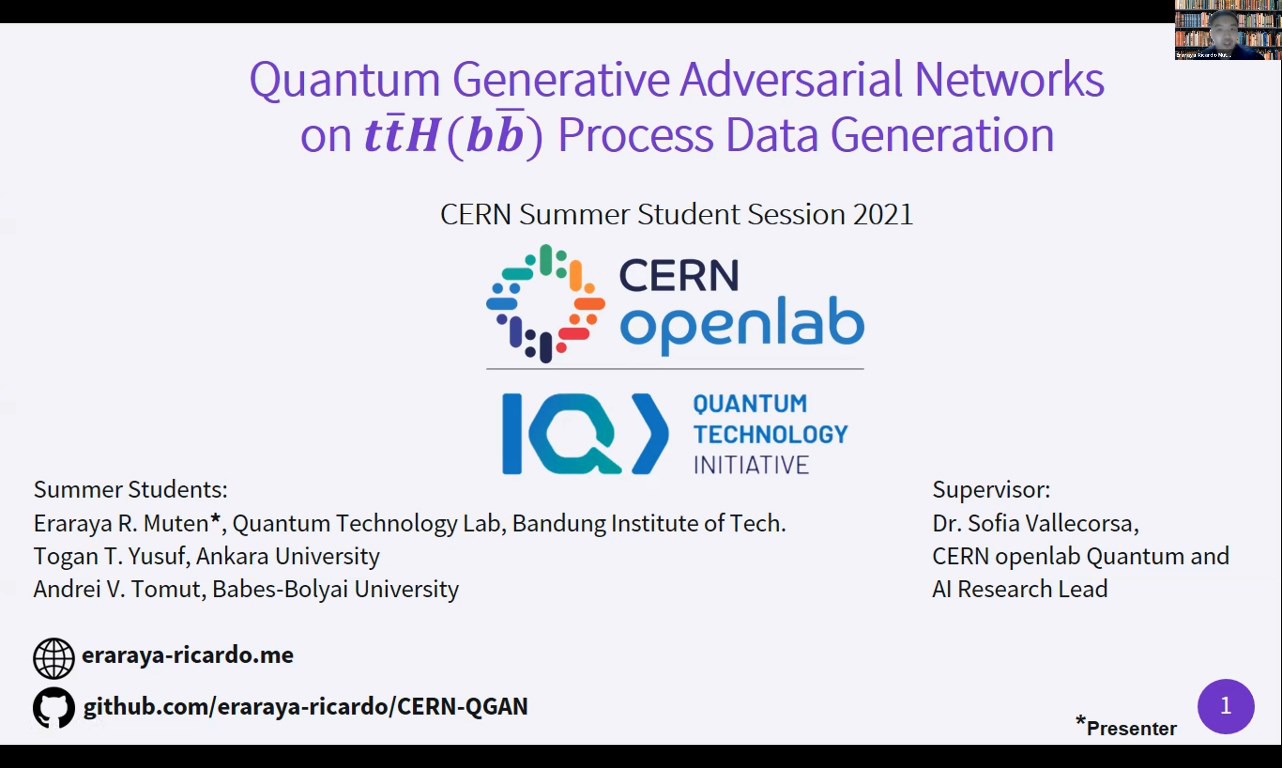 Eraraya Ricardo Mut...
Quantum Generative Adversarial Networks
on tt̄H(bb̅) Process Data Generation
CERN Summer Student Session 2021
CERN
openlab
QUANTUM
TECHNOLOGY
INITIATIVE
Summer Students:
Eraraya R. Muten*, Quantum Technology Lab, Bandung Institute of Tech.
Togan T. Yusuf, Ankara University
Andrei V. Tomut, Babes-Bolyai University
Supervisor:
Dr. Sofia Vallecorsa,
CERN openlab Quantum and
AI Research Lead
eraraya-ricardo.me
github.com/eraraya-ricardo/CERN-QGAN
*Presenter
1